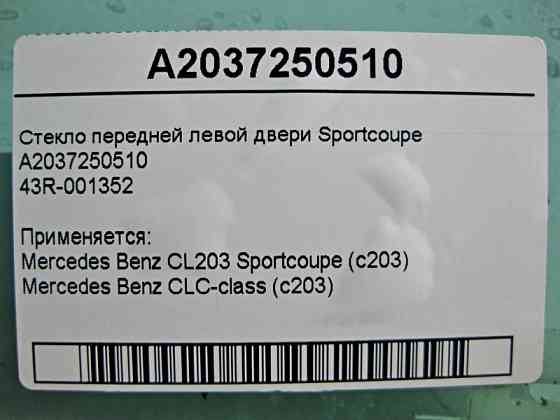 A2037250510
Стекло передней левой двери Sportcoupe
A2037250510
43R-001352
Применяется:
Mercedes Benz CL203 Sportcoupe (c203)
Mercedes Benz CLC-class (c203)